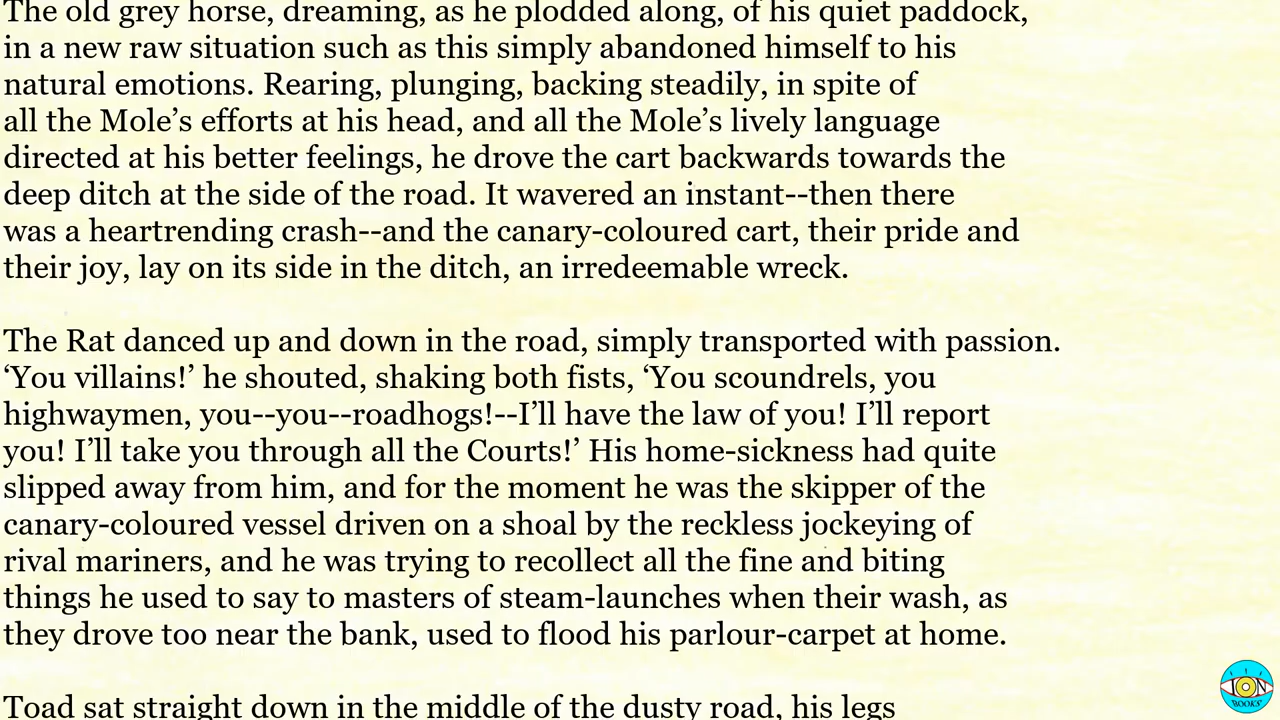 The old grey horse, dreaming, as he plodded along, of his quiet paddock,
in a new raw situation such as this simply abandoned himself to his
natural emotions. Rearing, plunging, backing steadily, in spite of
all the Mole’s efforts at his head, and all the Mole’s lively language
directed at his better feelings, he drove the cart backwards towards the
deep ditch at the side of the road. It wavered an instant--then there
was a heartrending crash--and the canary-coloured cart, their pride and
their joy, lay on its side in the ditch, an irredeemable wreck.
The Rat danced up and down in the road, simply transported with passion.
‘You villains!’ he shouted, shaking both fists, ‘You scoundrels, you
highwaymen, you--you--roadhogs!--I’ll have the law of you! I’ll report
you! I’ll take you through all the Courts!’ His home-sickness had quite
slipped away from him, and for the moment he was the skipper of the
canary-coloured vessel driven on a shoal by the reckless jockeying of
rival mariners, and he was trying to recollect all the fine and biting
things he used to say to masters of steam-launches when their wash, as
they drove too near the bank, used to flood his parlour-carpet at home.
Toad sat straight down in the middle of the dusty road, his legs
ION
BOOKS